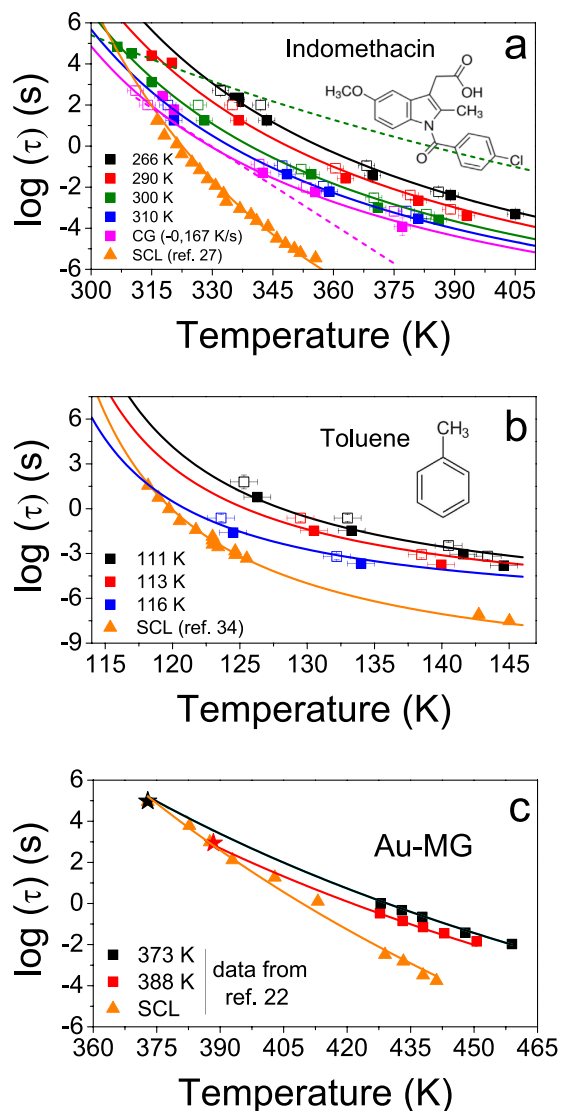 a
Indomethacin
OH
O
MeO
CH₃
N
O
Cl
log (τ) (s)
6
4
2
0
-2
-4
-6
266 K
290 K
300 K
310 K
CG (-0,167 K/s)
SCL (ref. 27)
300 315 330 345 360 375 390 405
Temperature (K)
b
Toluene
CH₃
log (τ) (s)
6
3
0
-3
-6
-9
111 K
113 K
116 K
SCL (ref. 34)
115 120 125 130 135 140 145
Temperature (K)
c
Au-MG
log (τ) (s)
6
4
2
0
-2
-4
-6
373 K
388 K
SCL
data from
ref. 22
360 375 390 405 420 435 450 465
Temperature (K)